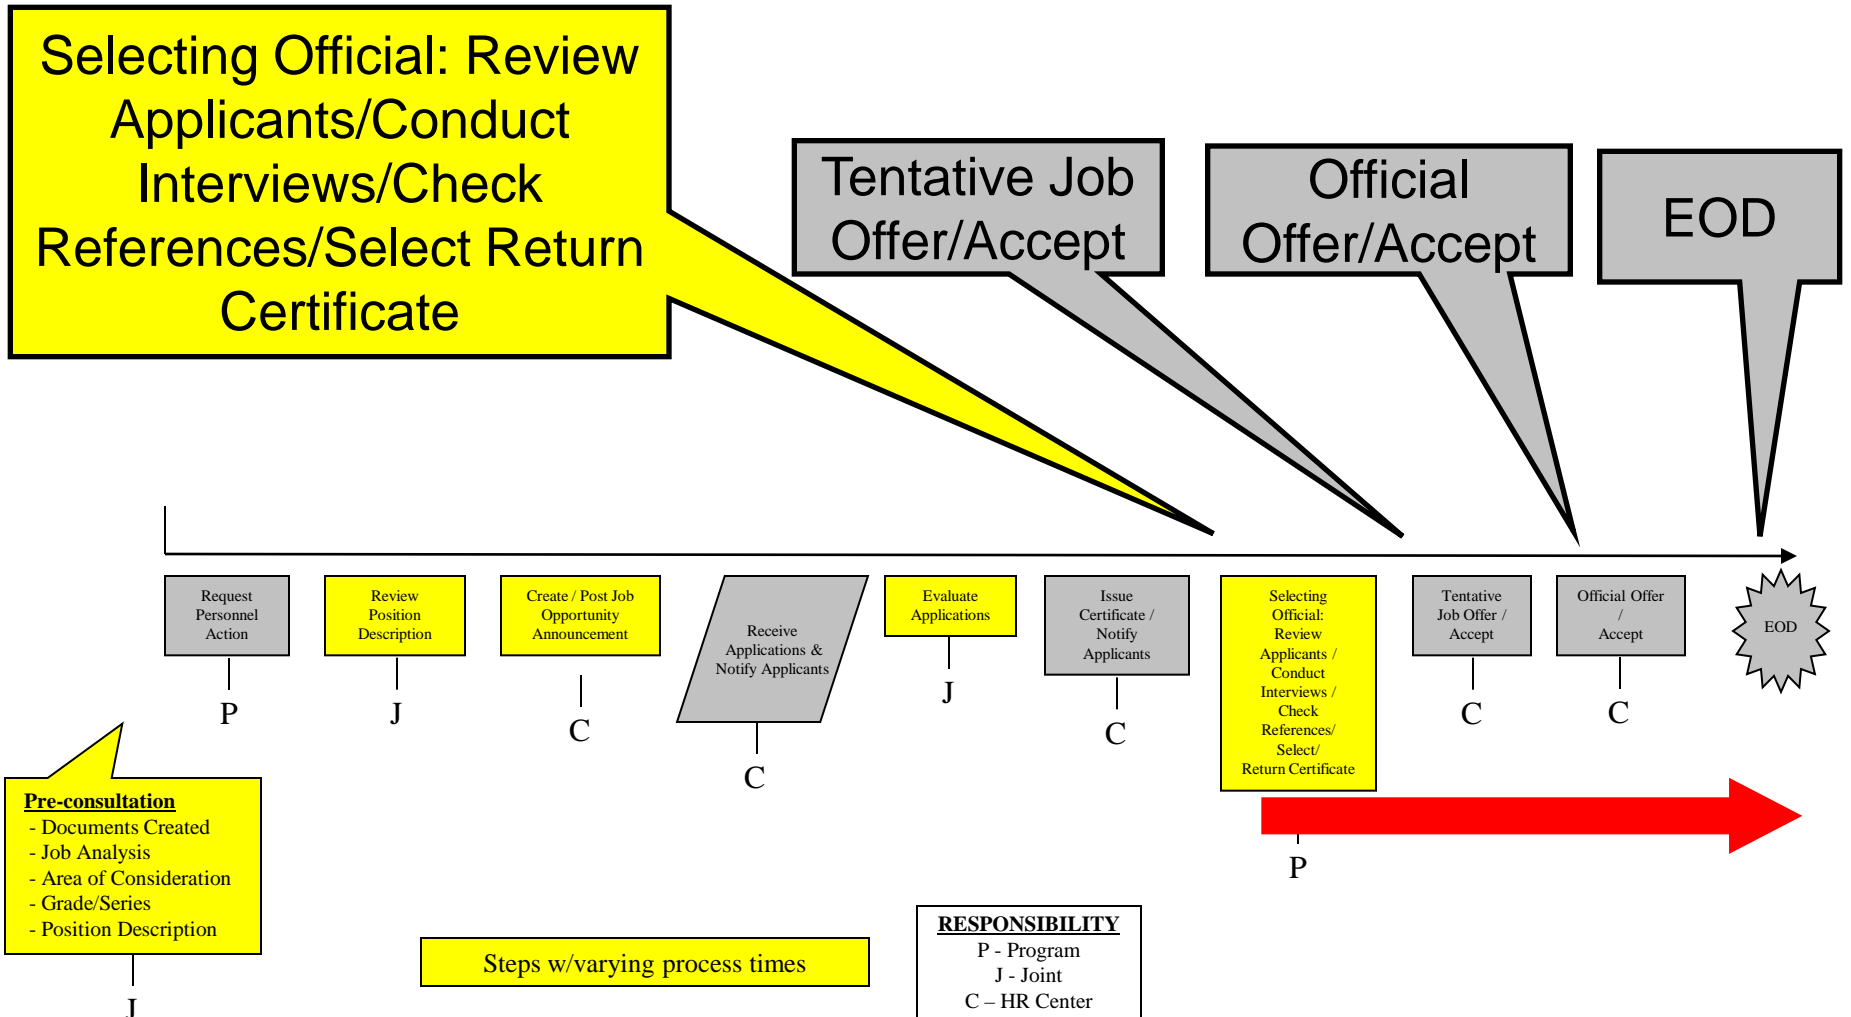 Selecting Official: Review
Applicants/Conduct
Interviews/Check
References/Select Return
Certificate
Tentative Job
Offer/Accept
Official
Offer/Accept
EOD
Request
Personnel
Action
P
Review
Position
Description
J
Create / Post Job
Opportunity
Announcement
C
Receive
Applications &
Notify Applicants
C
Evaluate
Applications
J
Issue
Certificate /
Notify
Applicants
C
Selecting
Official:
Review
Applicants /
Conduct
Interviews /
Check
References/
Select/
Return Certificate
P
Tentative
Job Offer /
Accept
C
Official Offer
/
Accept
C
EOD
Pre-consultation
- Documents Created
- Job Analysis
- Area of Consideration
- Grade/Series
- Position Description
J
Steps w/varying process times
RESPONSIBILITY
P - Program
J - Joint
C – HR Center